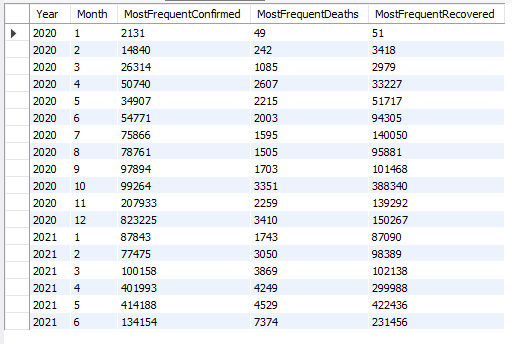 Year Month MostFrequentConfirmed MostFrequentDeaths MostFrequentRecovered
2020 1 2131 49 51
2020 2 14840 242 3418
2020 3 26314 1085 2979
2020 4 50740 2607 33227
2020 5 34907 2215 51717
2020 6 54771 2003 94305
2020 7 75866 1595 140050
2020 8 78761 1505 95881
2020 9 97894 1703 101468
2020 10 99264 3351 388340
2020 11 207933 2259 139292
2020 12 823225 3410 150267
2021 1 87843 1743 87090
2021 2 77475 3050 98389
2021 3 100158 3869 102138
2021 4 401993 4249 299988
2021 5 414188 4529 422436
2021 6 134154 7374 231456